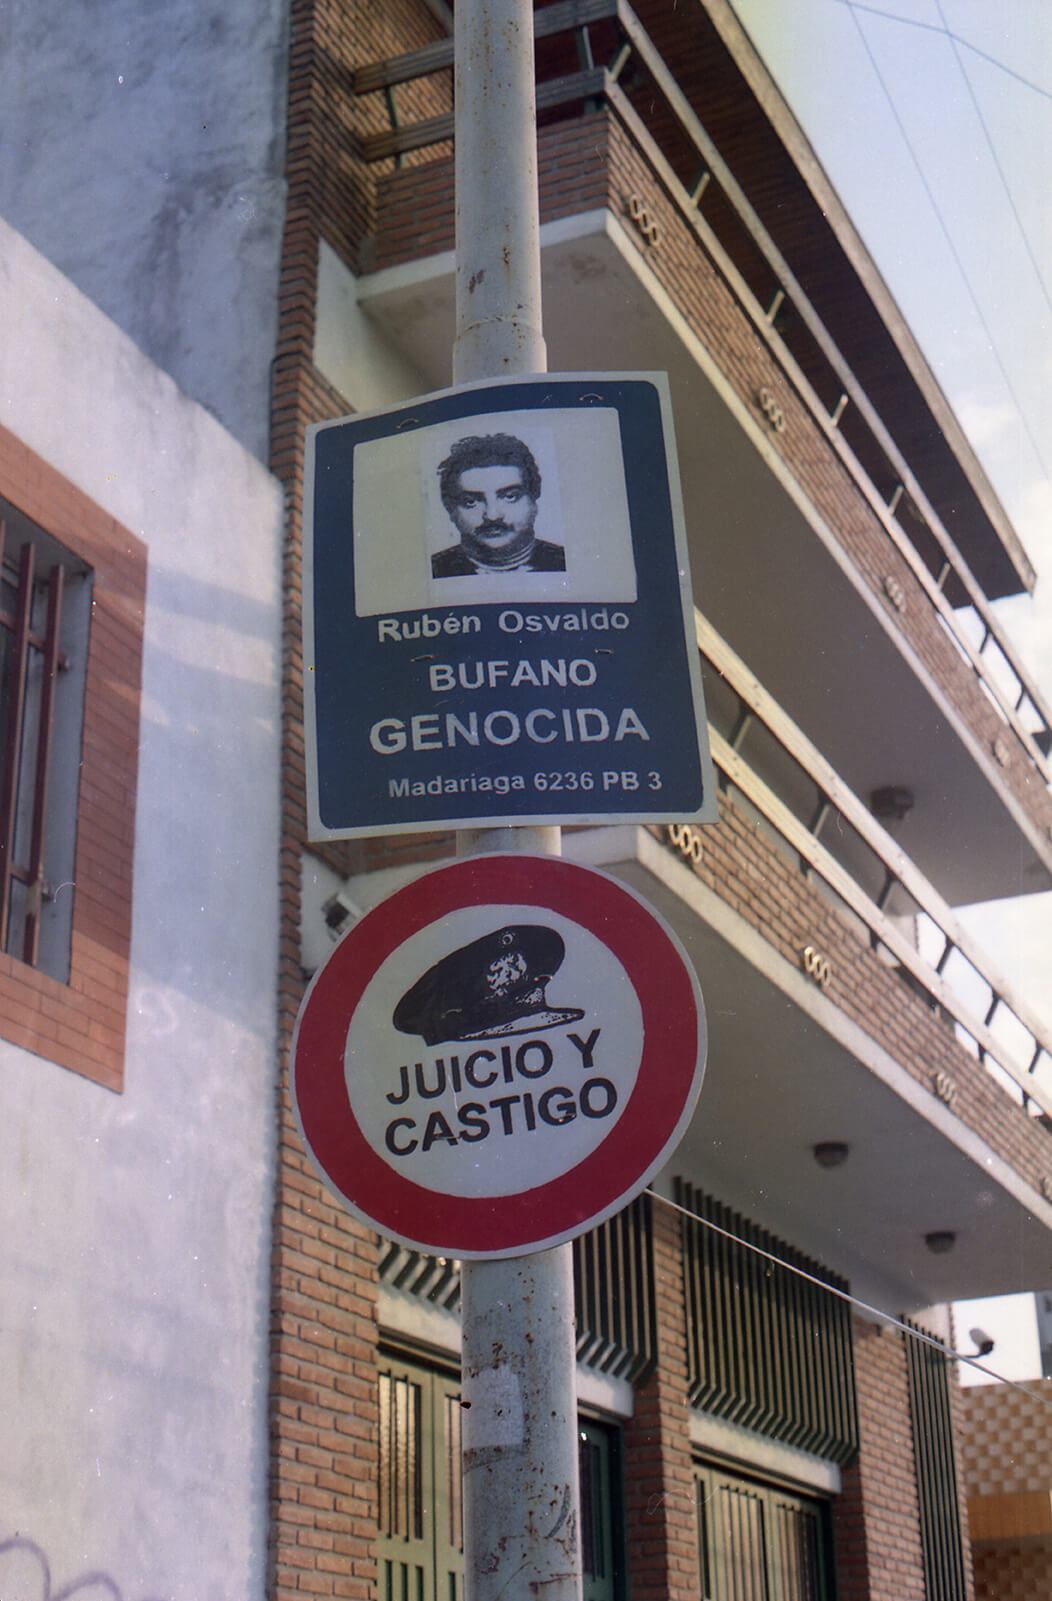 Rubén Osvaldo
BUFANO
GENOCIDA
Madariaga 6236 PB 3
JUICIO Y
CASTIGO